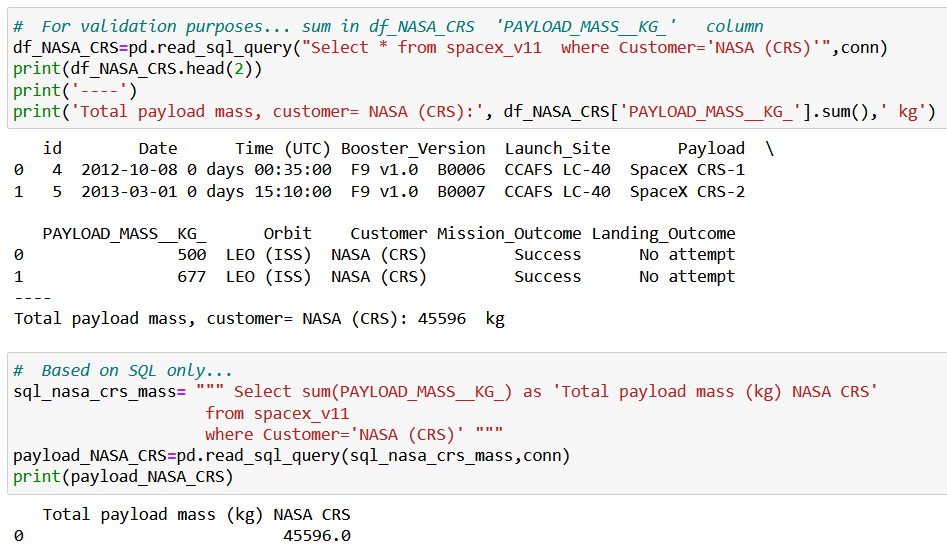 #  For validation purposes... sum in df_NASA_CRS  'PAYLOAD_MASS__KG_'   column
df_NASA_CRS=pd.read_sql_query("Select * from spacex_v11  where Customer='NASA (CRS)'",conn)
print(df_NASA_CRS.head(2))
print('----')
print('Total payload mass, customer= NASA (CRS):', df_NASA_CRS['PAYLOAD_MASS__KG_'].sum(),' kg')
   id       Date      Time (UTC) Booster_Version  Launch_Site       Payload  \
0   4 2012-10-08 0 days 00:35:00  F9 v1.0  B0006  CCAFS LC-40  SpaceX CRS-1
1   5 2013-03-01 0 days 15:10:00  F9 v1.0  B0007  CCAFS LC-40  SpaceX CRS-2
   PAYLOAD_MASS__KG_      Orbit    Customer Mission_Outcome Landing_Outcome
0                500  LEO (ISS)  NASA (CRS)         Success      No attempt
1                677  LEO (ISS)  NASA (CRS)         Success      No attempt
----
Total payload mass, customer= NASA (CRS): 45596  kg
#  Based on SQL only...
sql_nasa_crs_mass= """ Select sum(PAYLOAD_MASS__KG_) as 'Total payload mass (kg) NASA CRS'
                   from spacex_v11
                   where Customer='NASA (CRS)' """
payload_NASA_CRS=pd.read_sql_query(sql_nasa_crs_mass,conn)
print(payload_NASA_CRS)
   Total payload mass (kg) NASA CRS
0                           45596.0